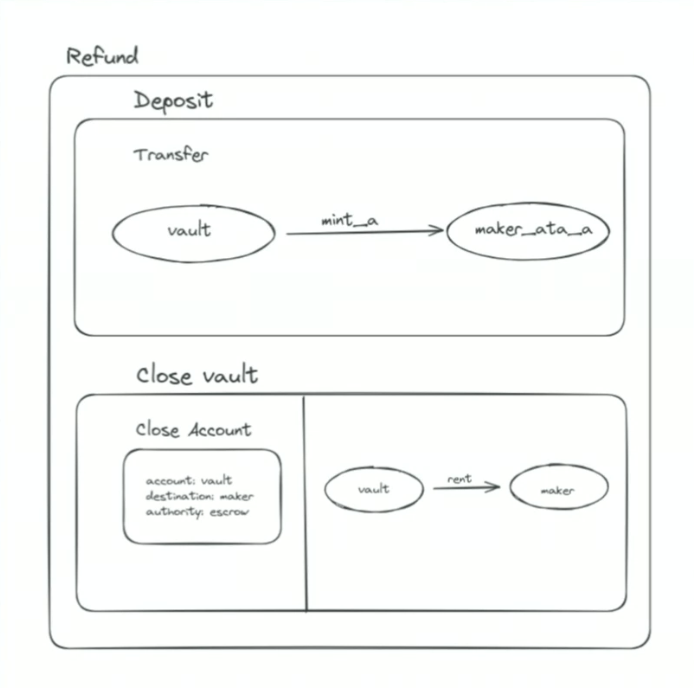 Refund
Deposit
Transfer
vault
mint_a
maker_ata_a
Close vault
Close Account
account: vault
destination: maker
authority: escrow
vault
rent
maker